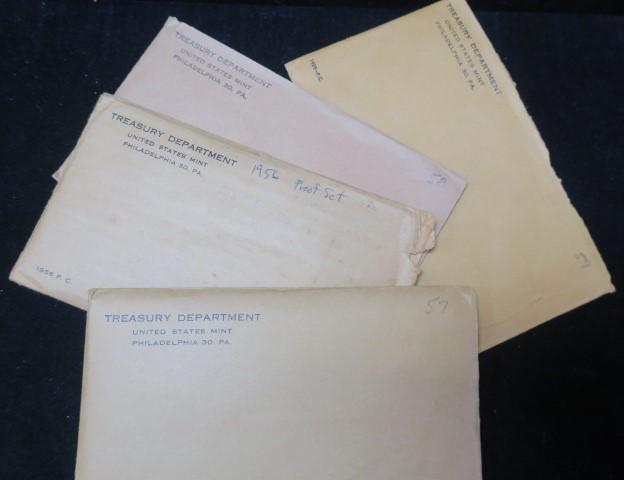 TREASURY DEPARTMENT
UNITED STATES MINT
PHILADELPHIA 30, PA.
58
TREASURY DEPARTMENT
UNITED STATES MINT
PHILADELPHIA 30, PA.
TREASURY DEPARTMENT
UNITED STATES MINT
PHILADELPHIA 30, PA.
1956 Proof Set
1956 P. C.
TREASURY DEPARTMENT
UNITED STATES MINT
PHILADELPHIA 30, PA.
57